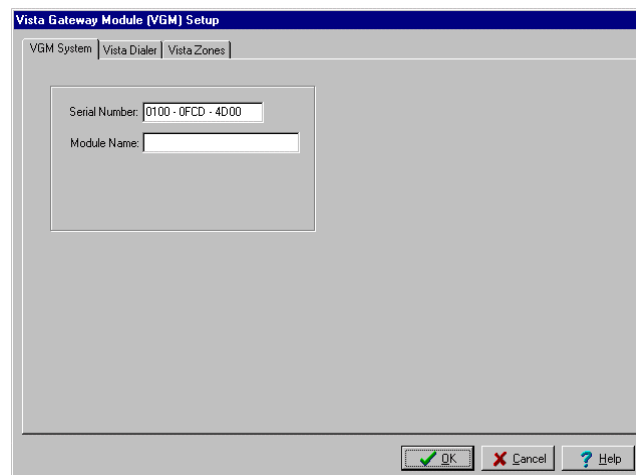 Vista Gateway Module (VGM) Setup
VGM System Vista Dialer Vista Zones
Serial Number: 0100 - 0FCD - 4D00
Module Name:
OK Cancel Help